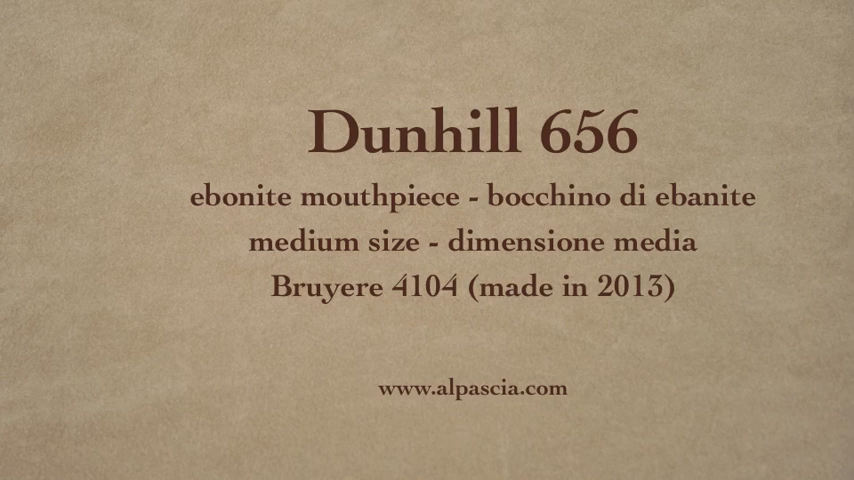 Dunhill 656
ebonite mouthpiece - bocchino di ebanite
medium size - dimensione media
Bruyere 4104 (made in 2013)
www.alpascia.com